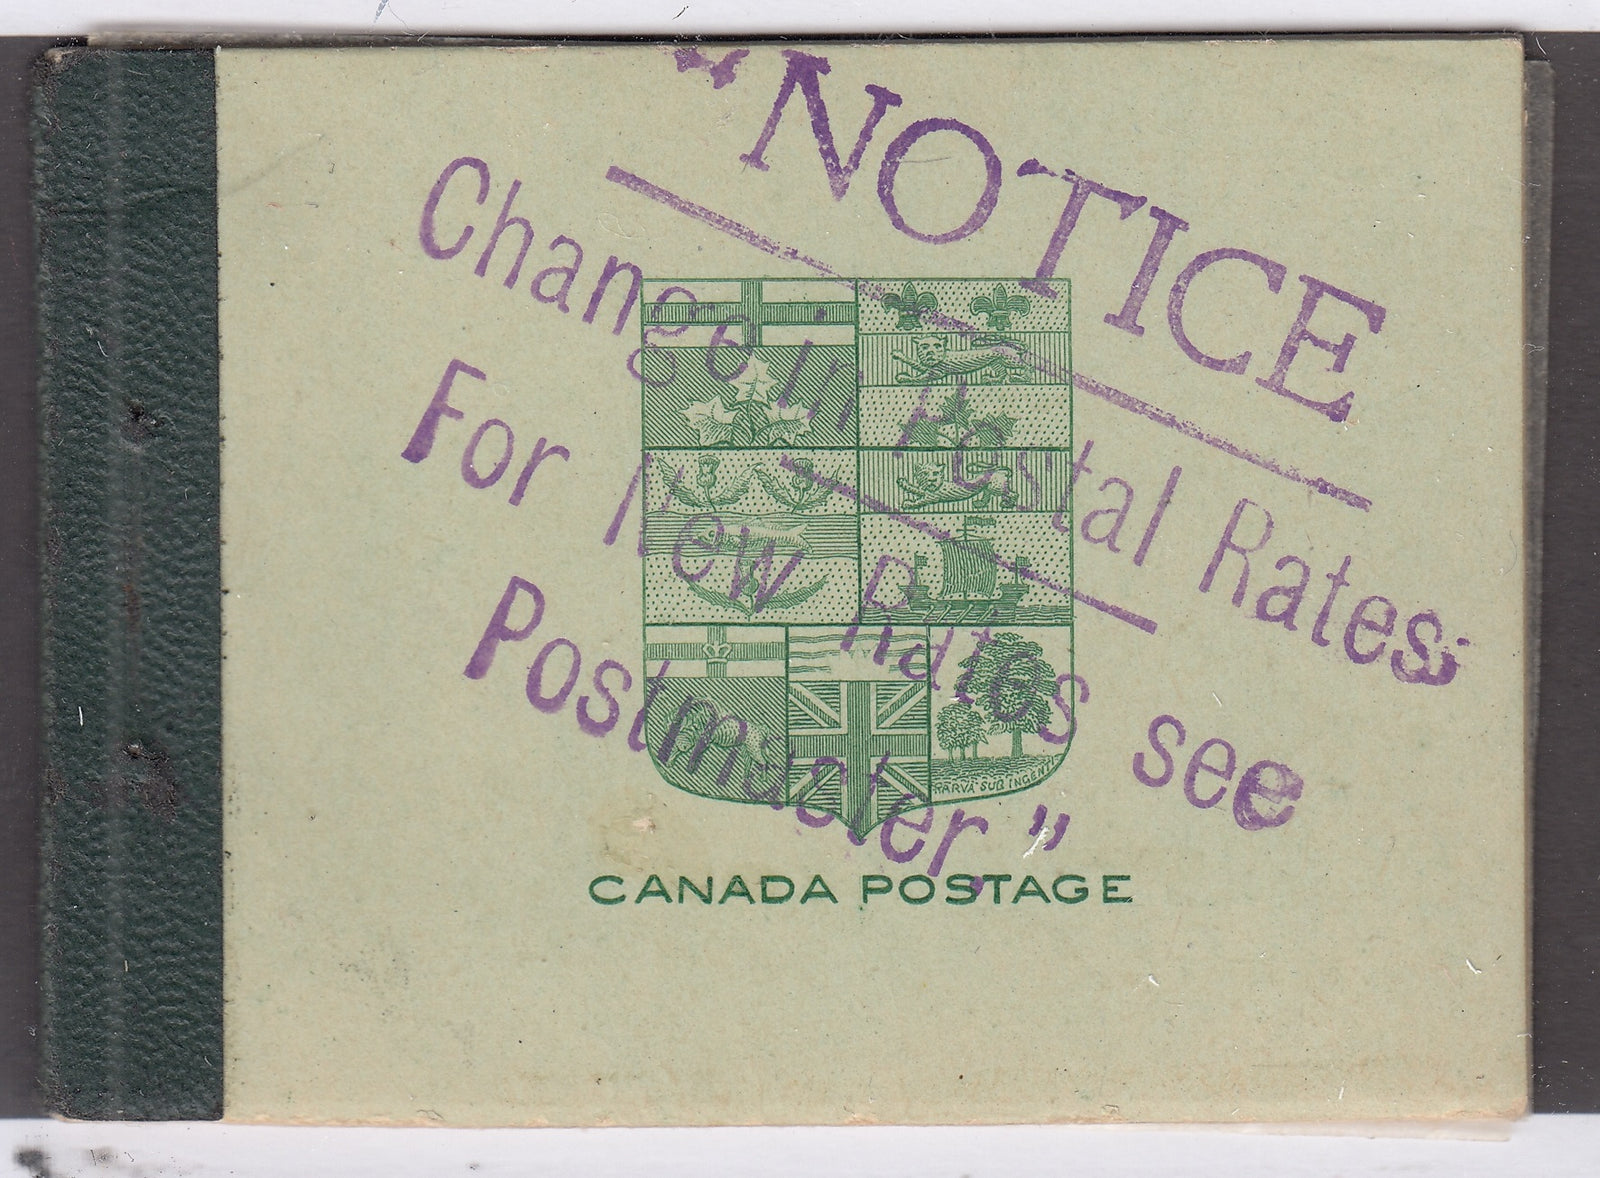 "NOTICE
Change in Postal Rates:
For New Rates see
Postmaster,"
PARVA SUB INGENTI
CANADA POSTAGE